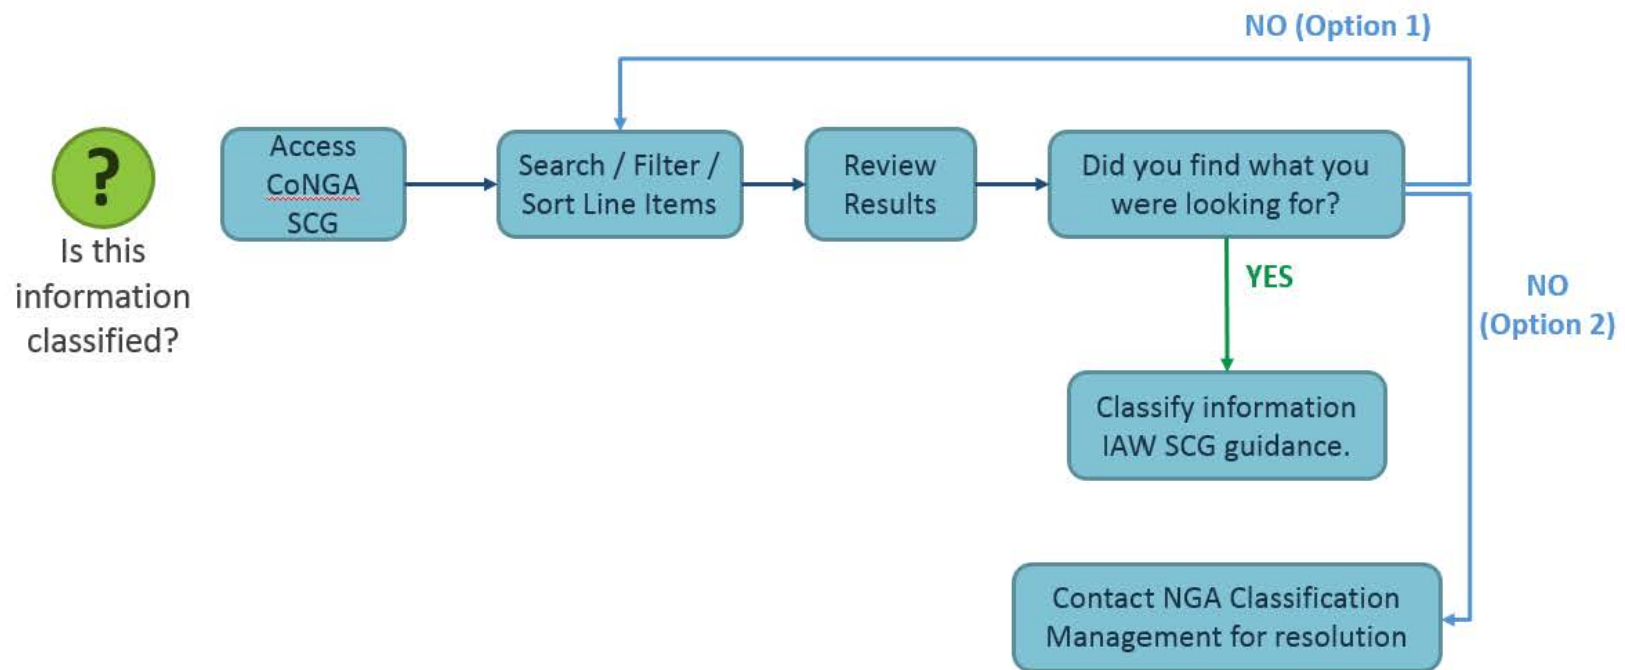 NO (Option 1)
?
Is this
information
classified?
Access
CoNGA
SCG
Search / Filter /
Sort Line Items
Review
Results
Did you find what you
were looking for?
YES
NO
(Option 2)
Classify information
IAW SCG guidance.
Contact NGA Classification
Management for resolution